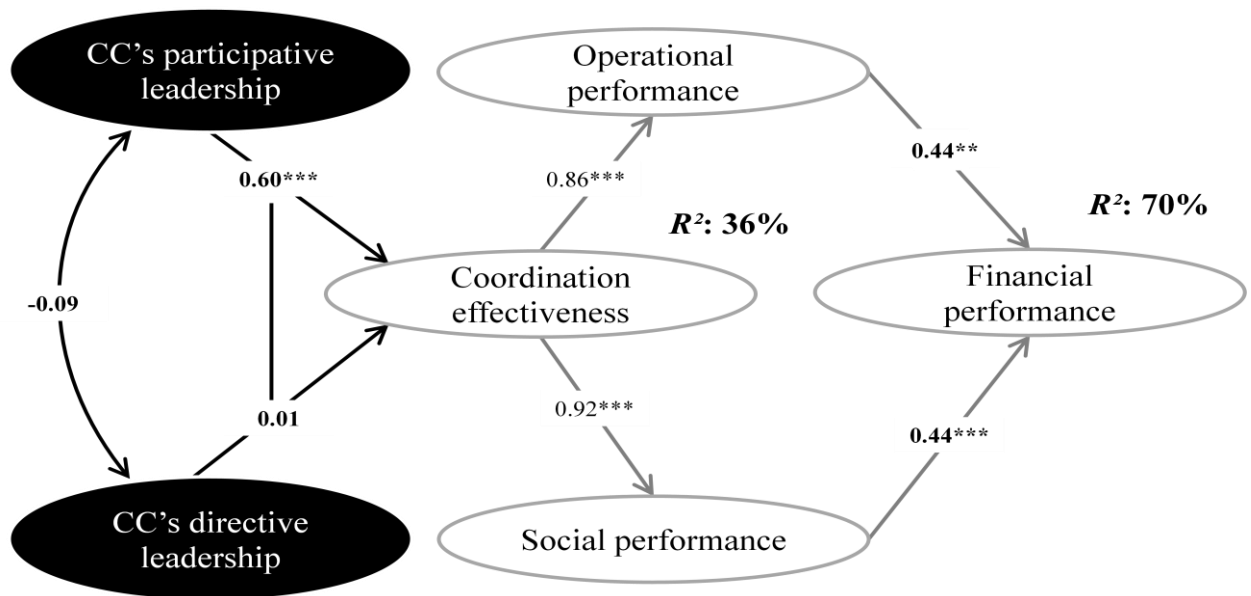 CC’s participative
leadership
Operational
performance
0.60***
0.86***
0.44**
R²: 36%
R²: 70%
-0.09
Coordination
effectiveness
Financial
performance
0.01
0.92***
0.44***
CC’s directive
leadership
Social performance